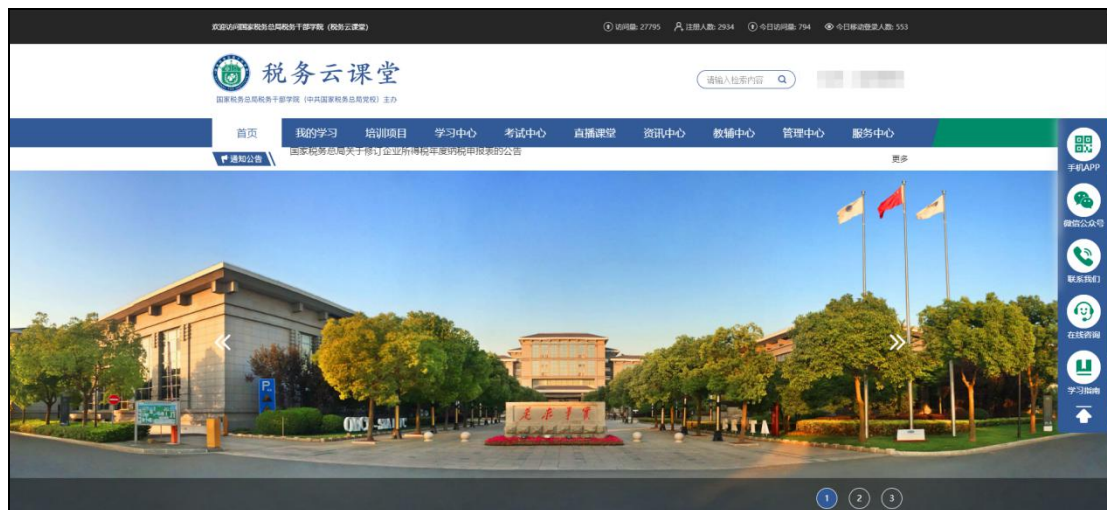 欢迎访问国家税务总局税务干部学院（税务云课堂）
访问量: 27795 注册人数: 2934 今日访问量: 794 今日移动登录人数: 553
税务云课堂
国家税务总局税务干部学院（中共国家税务总局党校）主办
请输入检索内容
首页 我的学习 培训项目 学习中心 考试中心 直播课堂 资讯中心 教辅中心 管理中心 服务中心
通知公告 国家税务总局关于修订企业所得税年度纳税申报表的公告 更多
手机APP
微信公众号
联系我们
在线咨询
学习指南
P
1 2 3